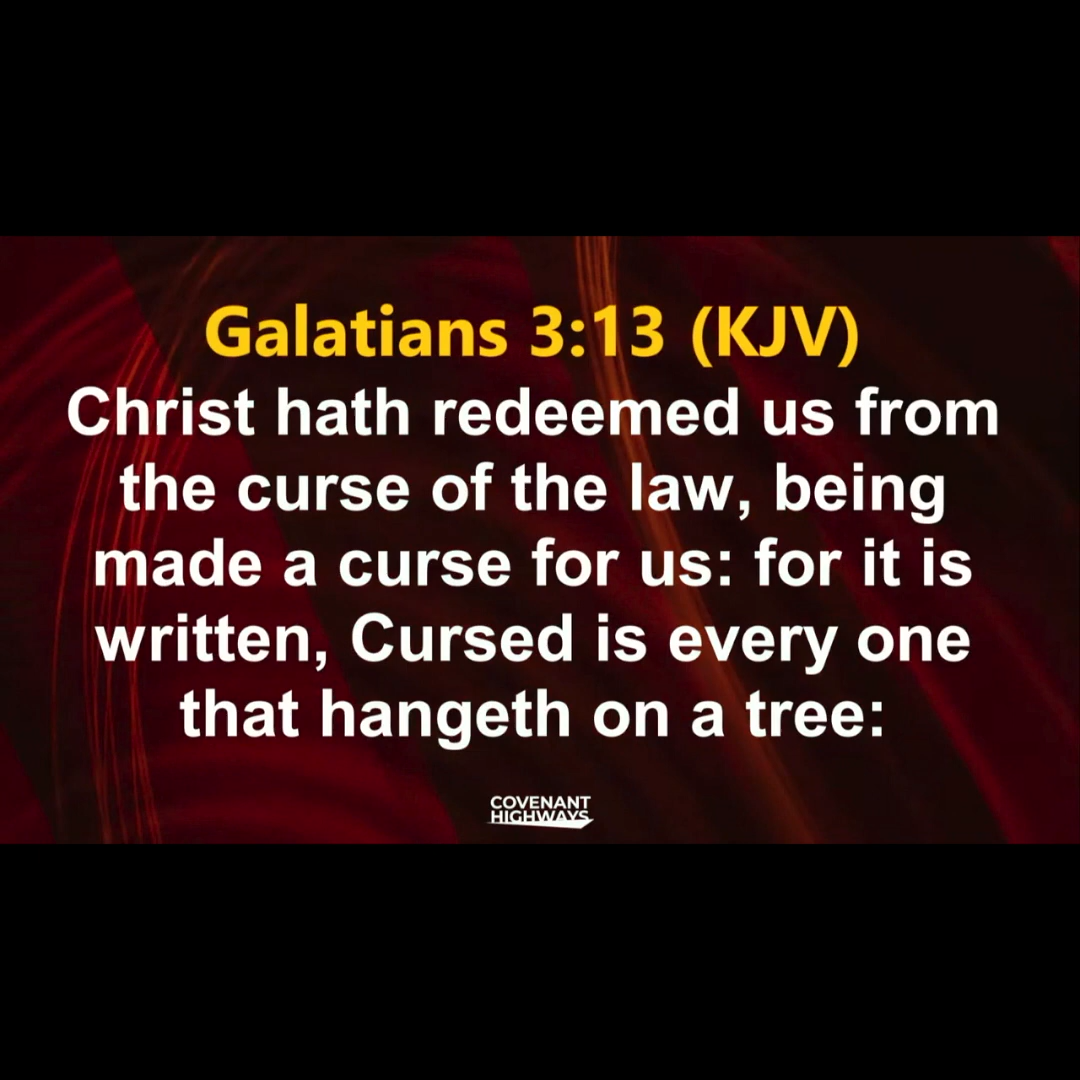 Galatians 3:13 (KJV)
Christ hath redeemed us from
the curse of the law, being
made a curse for us: for it is
written, Cursed is every one
that hangeth on a tree:
COVENANT
HIGHWAYS